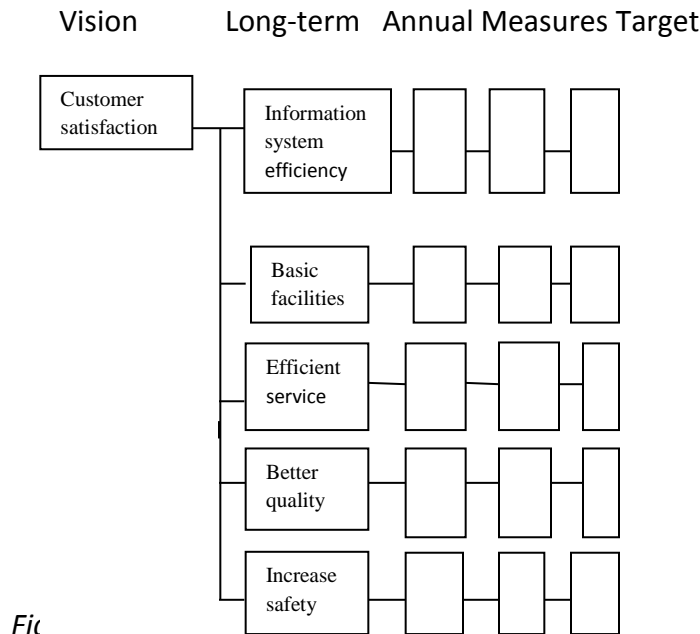 Vision Long-term Annual Measures Target
Customer
satisfaction
Information
system
efficiency
Basic
facilities
Efficient
service
Better
quality
Increase
safety